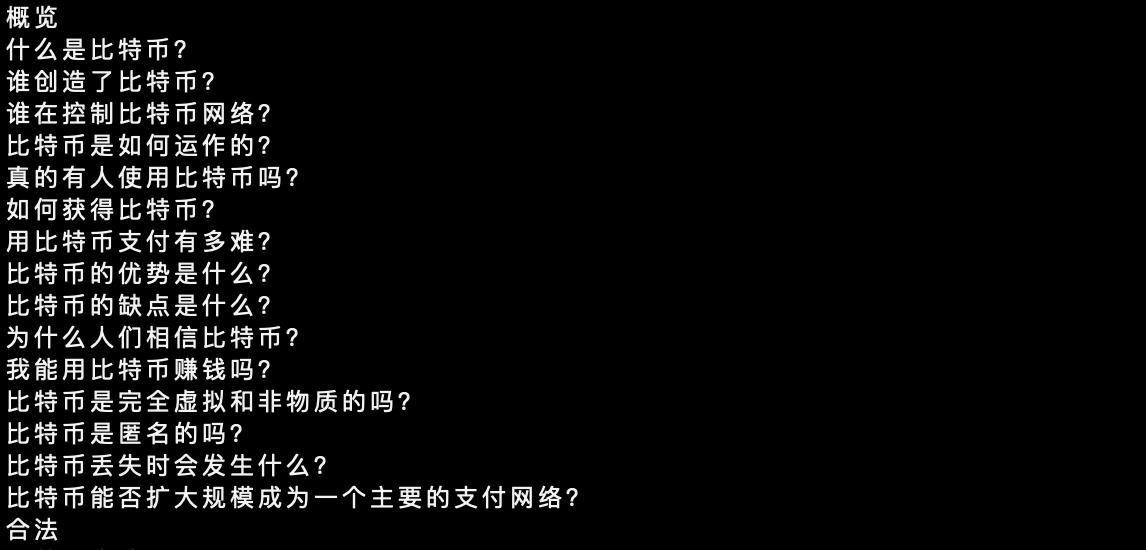 概览
什么是比特币?
谁创造了比特币?
谁在控制比特币网络?
比特币是如何运作的?
真的有人使用比特币吗?
如何获得比特币?
用比特币支付有多难?
比特币的优势是什么?
比特币的缺点是什么?
为什么人们相信比特币?
我能用比特币赚钱吗?
比特币是完全虚拟和非物质的吗?
比特币是匿名的吗?
比特币丢失时会发生什么?
比特币能否扩大规模成为一个主要的支付网络?
合法